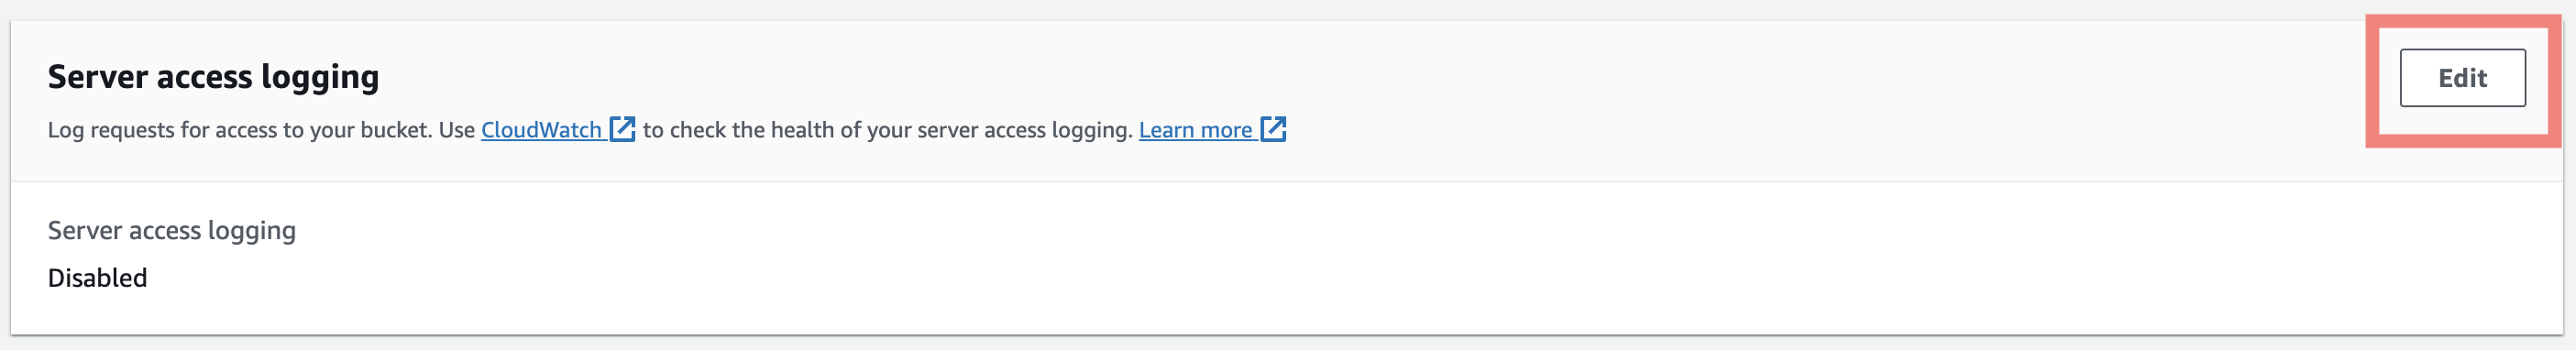 Server access logging
Edit
Log requests for access to your bucket. Use CloudWatch to check the health of your server access logging. Learn more
Server access logging
Disabled